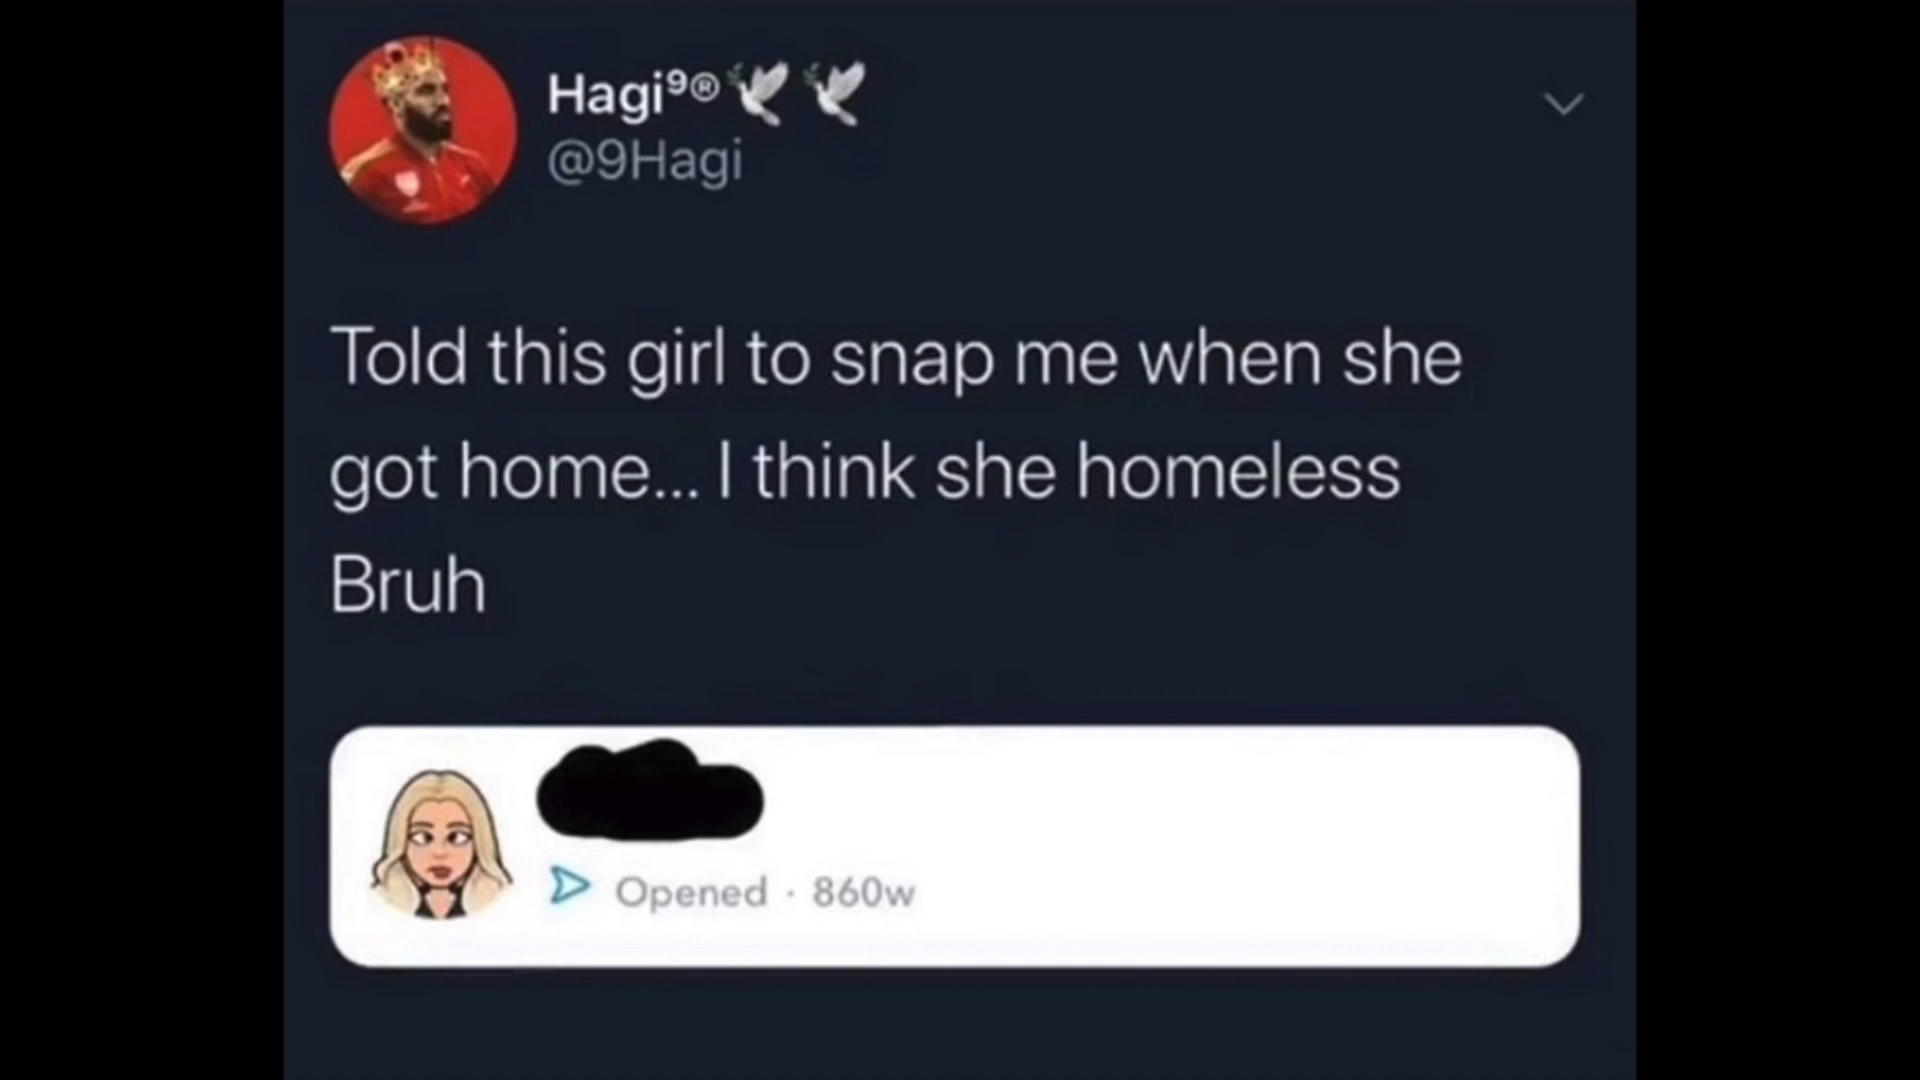 Hagi⁹®🕊🕊
@9Hagi
Told this girl to snap me when she
got home... I think she homeless
Bruh
Opened · 860w